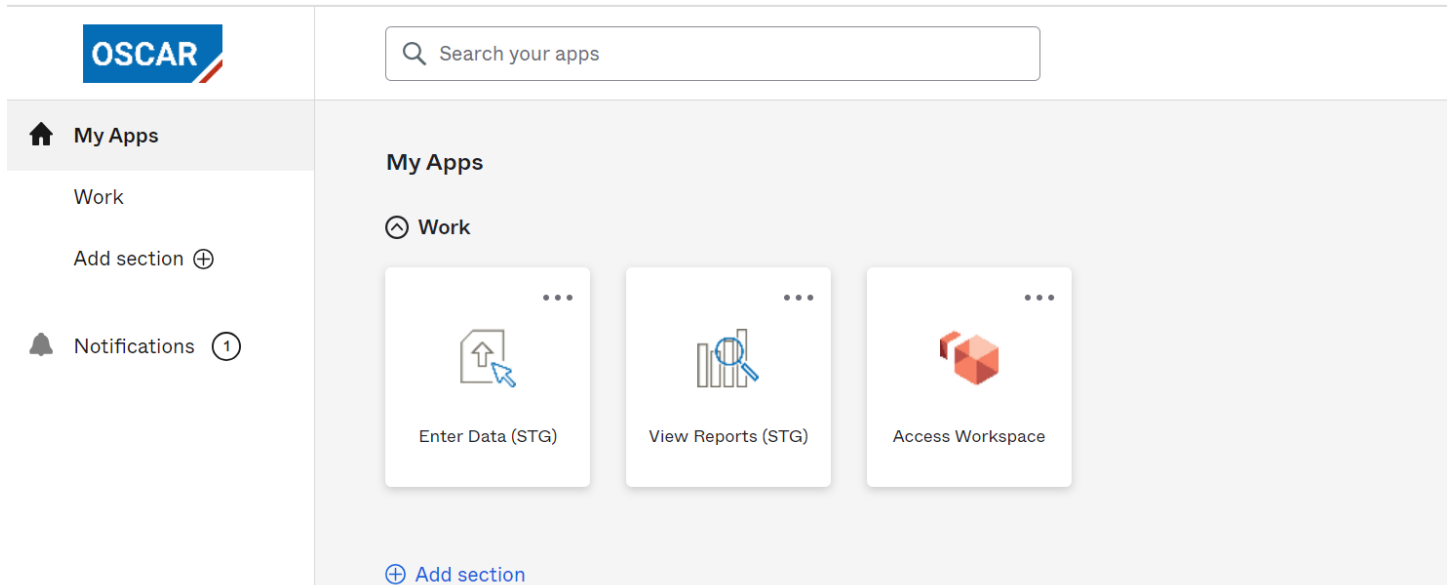 OSCAR
Search your apps
My Apps
Work
Add section
Notifications 1
My Apps
Work
Enter Data (STG)
View Reports (STG)
Access Workspace
Add section